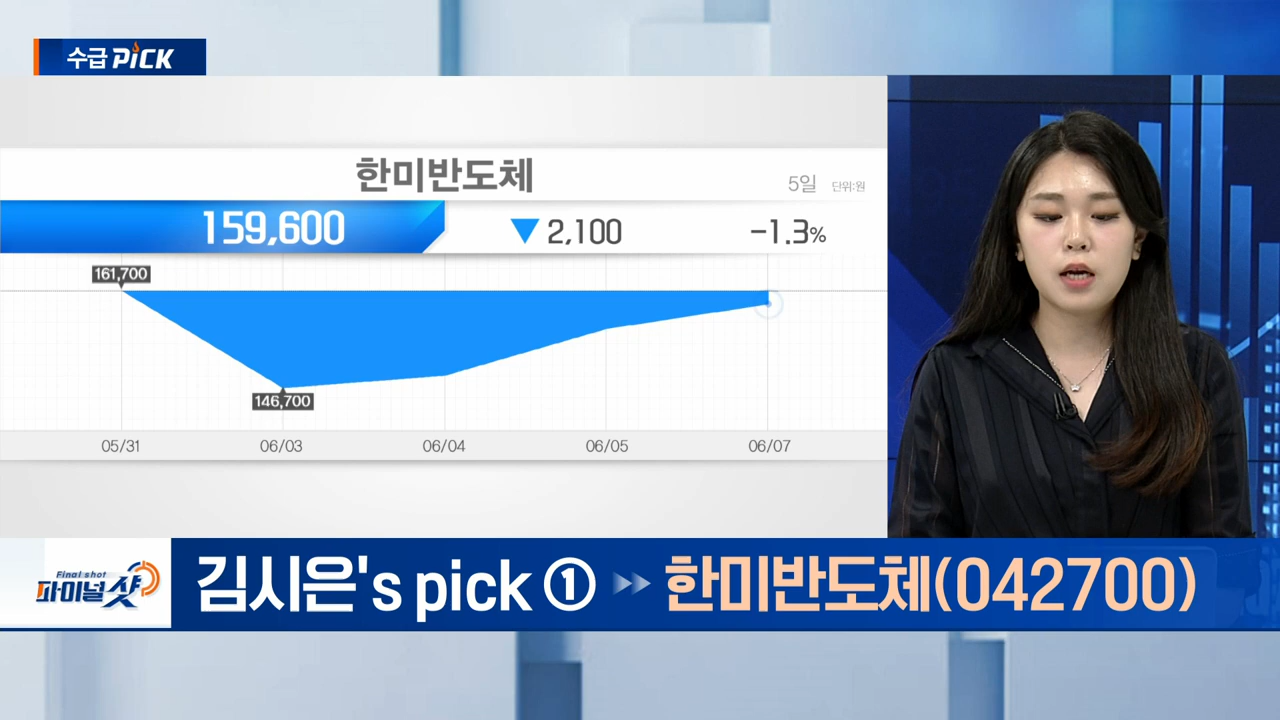 수급 PiCK
한미반도체
5일 단위:원
159,600 ▼ 2,100 -1.3%
161,700
146,700
05/31 06/03 06/04 06/05 06/07
Final shot
파이널샷
김시은's pick ① 한미반도체(042700)